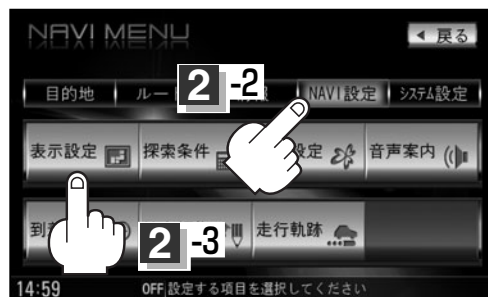 NAVI MENU
戻る
目的地 ルー 2-2 報 NAVI設定 システム設定
表示設定 探索条件 設定 音声案内
到 2-3 走行軌跡
14:59 OFF 設定する項目を選択してください